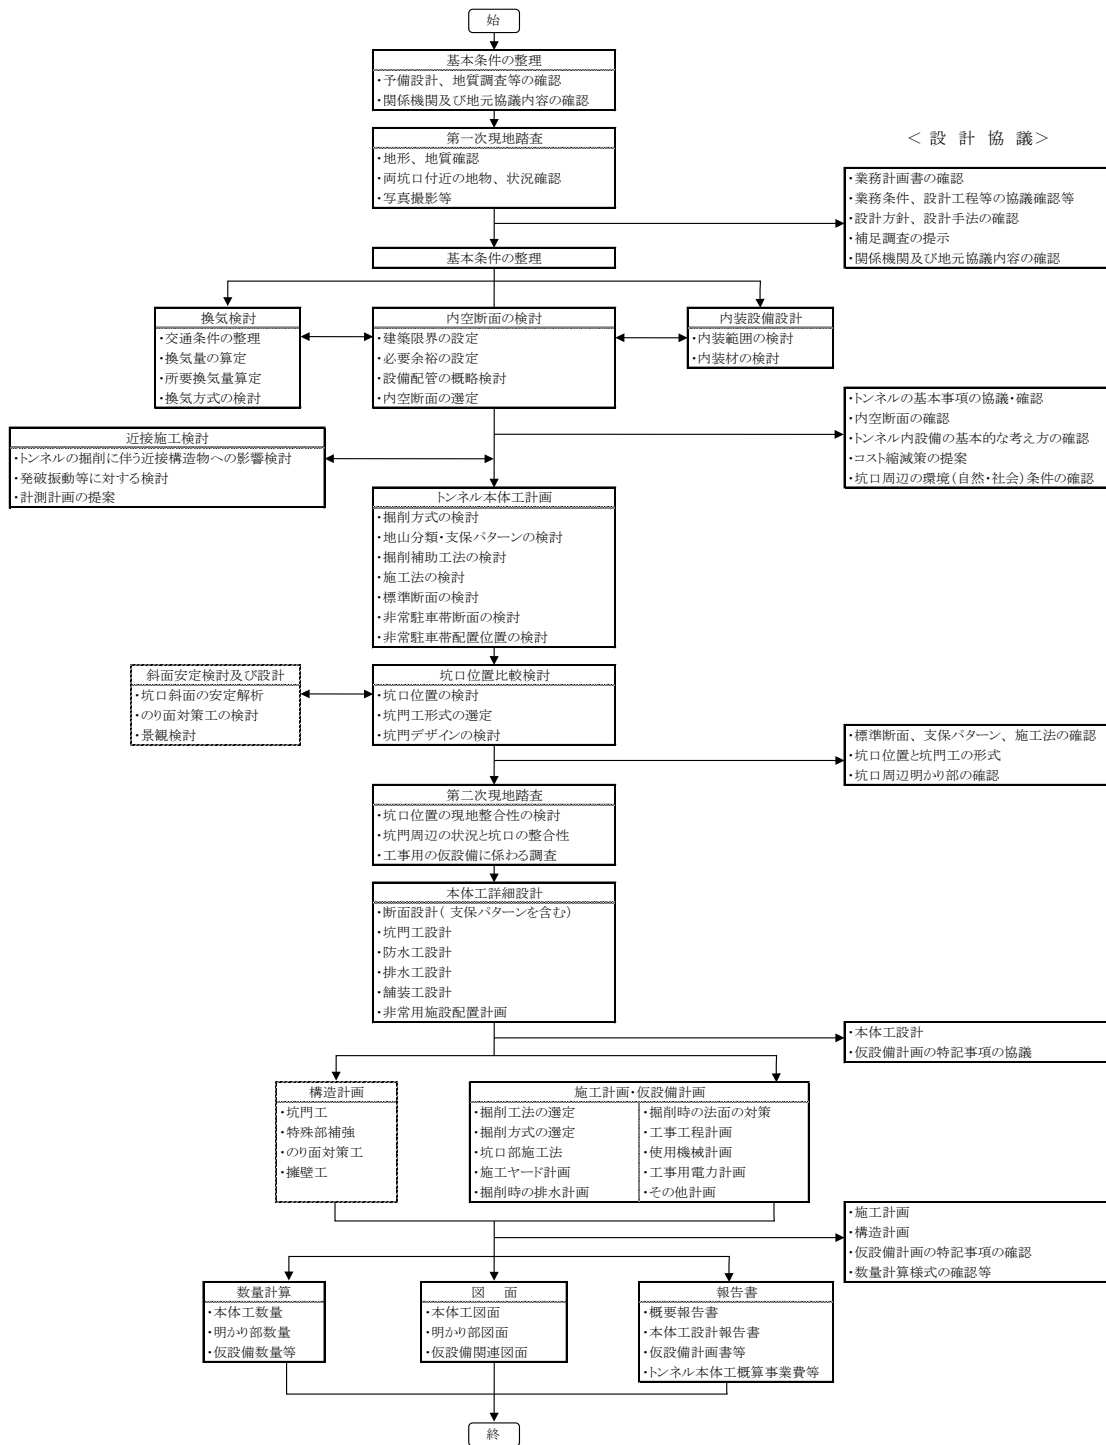 始
基本条件の整理
・予備設計、地質調査等の確認
・関係機関及び地元協議内容の確認
第一次現地踏査
・地形、地質確認
・両坑口付近の地物、状況確認
・写真撮影等
＜ 設 計 協 議＞
・業務計画書の確認
・業務条件、設計工程等の協議確認等
・設計方針、設計手法の確認
・補足調査の提示
・関係機関及び地元協議内容の確認
基本条件の整理
換気検討
・交通条件の整理
・換気量の算定
・所要換気量算定
・換気方式の検討
内空断面の検討
・建築限界の設定
・必要余裕の設定
・設備配管の概略検討
・内空断面の選定
内装設備設計
・内装範囲の検討
・内装材の検討
・トンネルの基本事項の協議・確認
・内空断面の確認
・トンネル内設備の基本的な考え方の確認
・コスト縮減策の提案
・坑口周辺の環境（自然・社会）条件の確認
近接施工検討
・トンネルの掘削に伴う近接構造物への影響検討
・発破振動等に対する検討
・計測計画の提案
トンネル本体工計画
・掘削方式の検討
・地山分類・支保パターンの検討
・掘削補助工法の検討
・施工法の検討
・標準断面の検討
・非常駐車帯断面の検討
・非常駐車帯配置位置の検討
斜面安定検討及び設計
・坑口斜面の安定解析
・のり面対策工の検討
・景観検討
坑口位置比較検討
・坑口位置の検討
・坑門工形式の選定
・坑門デザインの検討
・標準断面、支保パターン、施工法の確認
・坑口位置と坑門工の形式
・坑口周辺明かり部の確認
第二次現地踏査
・坑口位置の現地整合性の検討
・坑門周辺の状況と坑口の整合性
・工事用の仮設備に係わる調査
本体工詳細設計
・断面設計（ 支保パターンを含む）
・坑門工設計
・防水工設計
・排水工設計
・舗装工設計
・非常用施設配置計画
・本体工設計
・仮設備計画の特記事項の協議
構造計画
・坑門工
・特殊部補強
・のり面対策工
・擁壁工
施工計画・仮設備計画
・掘削工法の選定
・掘削方式の選定
・坑口部施工法
・施工ヤード計画
・掘削時の排水計画
・掘削時の法面の対策
・工事工程計画
・使用機械計画
・工事用電力計画
・その他計画
・施工計画
・構造計画
・仮設備計画の特記事項の確認
・数量計算様式の確認等
数量計算
・本体工数量
・明かり部数量
・仮設備数量等
図　面
・本体工図面
・明かり部図面
・仮設備関連図面
報告書
・概要報告書
・本体工設計報告書
・仮設備計画書等
・トンネル本体工概算事業費等
終